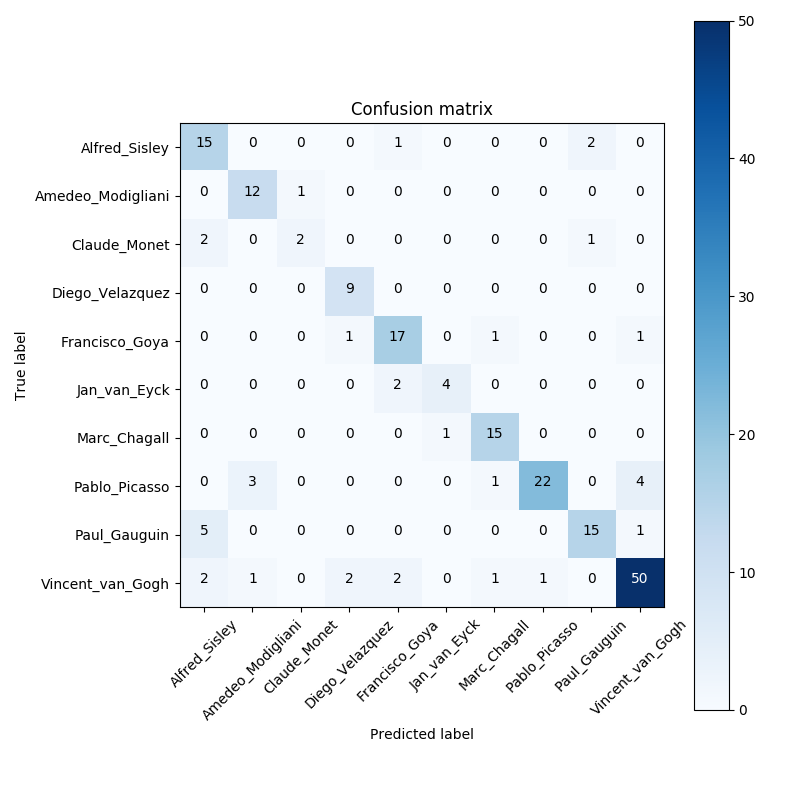 Confusion matrix
Alfred_Sisley 15 0 0 0 1 0 0 0 2 0
Amedeo_Modigliani 0 12 1 0 0 0 0 0 0 0
Claude_Monet 2 0 2 0 0 0 0 0 1 0
Diego_Velazquez 0 0 0 9 0 0 0 0 0 0
Francisco_Goya 0 0 0 1 17 0 1 0 0 1
Jan_van_Eyck 0 0 0 0 2 4 0 0 0 0
Marc_Chagall 0 0 0 0 0 1 15 0 0 0
Pablo_Picasso 0 3 0 0 0 0 1 22 0 4
Paul_Gauguin 5 0 0 0 0 0 0 0 15 1
Vincent_van_Gogh 2 1 0 2 2 0 1 1 0 50
True label
Alfred_Sisley Amedeo_Modigliani Claude_Monet Diego_Velazquez Francisco_Goya Jan_van_Eyck Marc_Chagall Pablo_Picasso Paul_Gauguin Vincent_van_Gogh
Predicted label
50
40
30
20
10
0